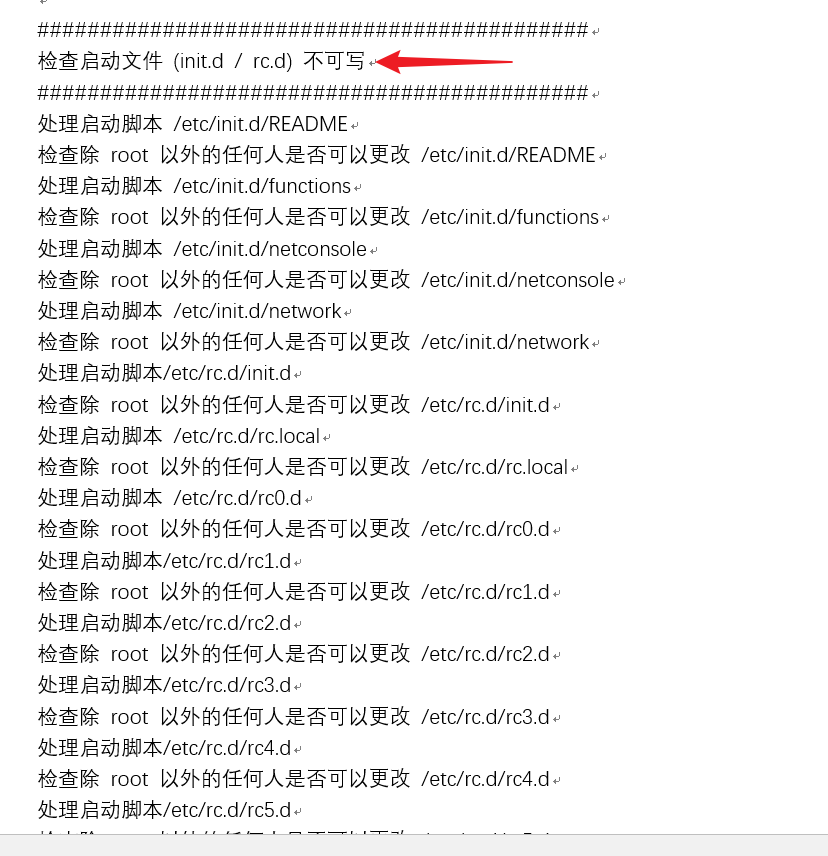 ############################################
检查启动文件 (init.d / rc.d) 不可写
############################################
处理启动脚本 /etc/init.d/README
检查除 root 以外的任何人是否可以更改 /etc/init.d/README
处理启动脚本 /etc/init.d/functions
检查除 root 以外的任何人是否可以更改 /etc/init.d/functions
处理启动脚本 /etc/init.d/netconsole
检查除 root 以外的任何人是否可以更改 /etc/init.d/netconsole
处理启动脚本 /etc/init.d/network
检查除 root 以外的任何人是否可以更改 /etc/init.d/network
处理启动脚本/etc/rc.d/init.d
检查除 root 以外的任何人是否可以更改 /etc/rc.d/init.d
处理启动脚本 /etc/rc.d/rc.local
检查除 root 以外的任何人是否可以更改 /etc/rc.d/rc.local
处理启动脚本 /etc/rc.d/rc0.d
检查除 root 以外的任何人是否可以更改 /etc/rc.d/rc0.d
处理启动脚本/etc/rc.d/rc1.d
检查除 root 以外的任何人是否可以更改 /etc/rc.d/rc1.d
处理启动脚本/etc/rc.d/rc2.d
检查除 root 以外的任何人是否可以更改 /etc/rc.d/rc2.d
处理启动脚本/etc/rc.d/rc3.d
检查除 root 以外的任何人是否可以更改 /etc/rc.d/rc3.d
处理启动脚本/etc/rc.d/rc4.d
检查除 root 以外的任何人是否可以更改 /etc/rc.d/rc4.d
处理启动脚本/etc/rc.d/rc5.d